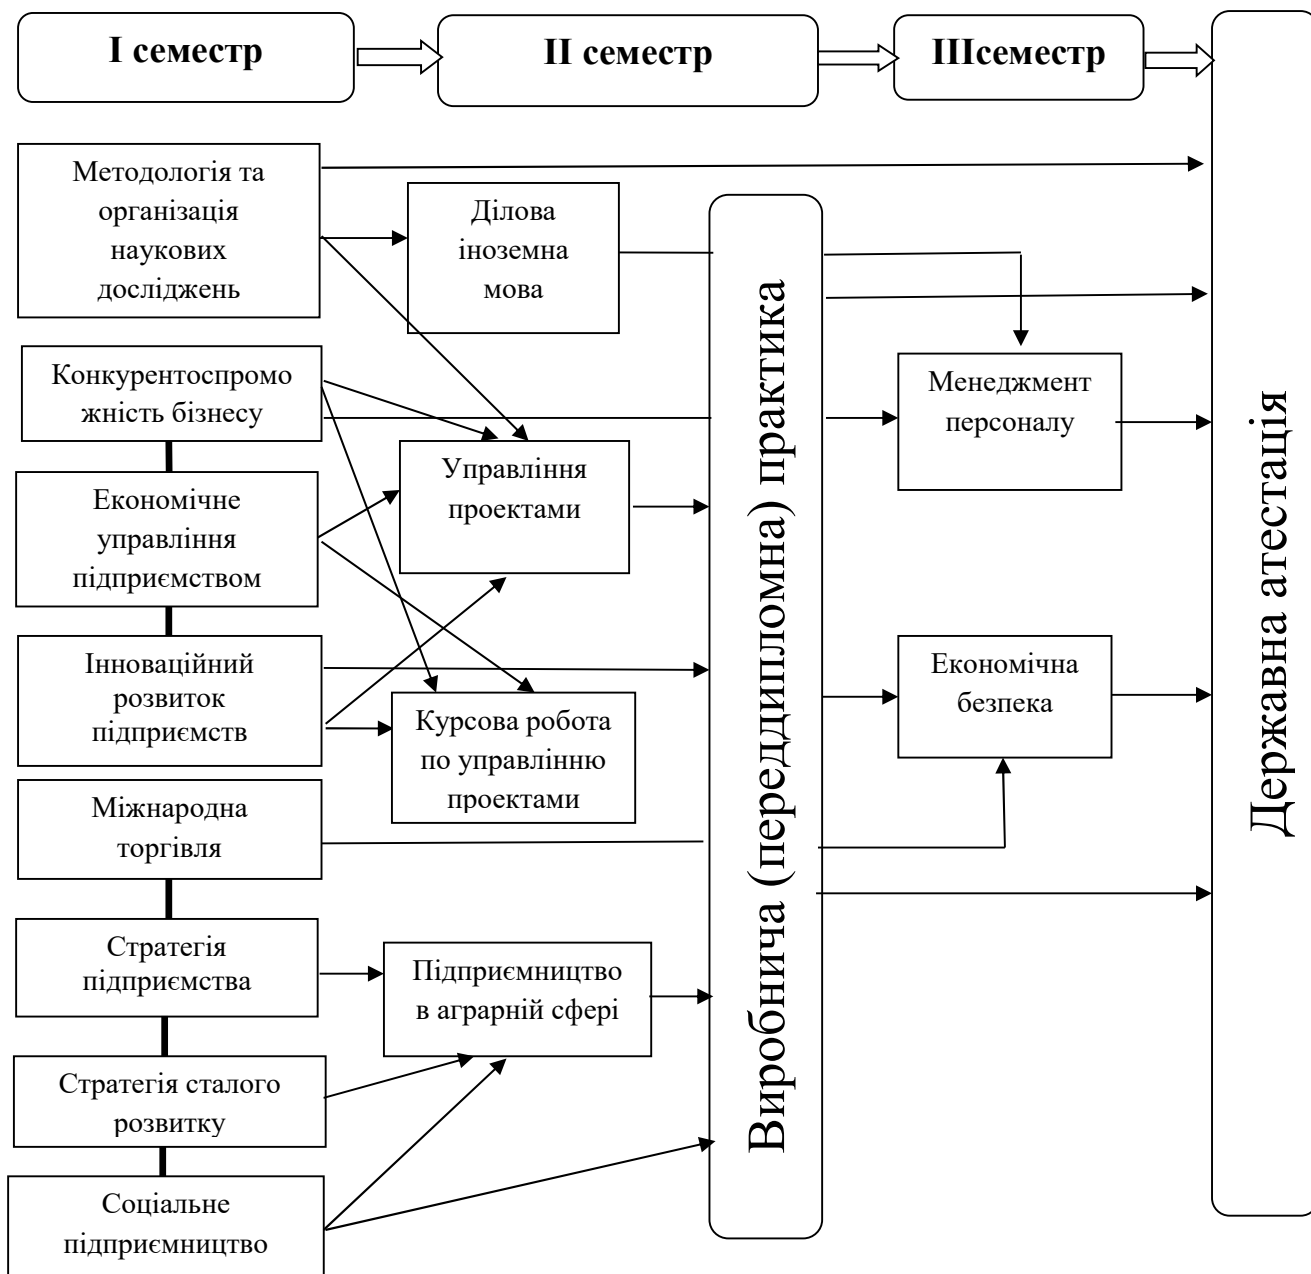 I семестр
II семестр
IIIсеместр
Методологія та
організація
наукових
досліджень
Конкурентоспромо
жність бізнесу
Економічне
управління
підприємством
Інноваційний
розвиток
підприємств
Міжнародна
торгівля
Стратегія
підприємства
Стратегія сталого
розвитку
Соціальне
підприємництво
Ділова
іноземна
мова
Управління
проектами
Курсова робота
по управлінню
проектами
Підприємництво
в аграрній сфері
Виробнича (переддипломна) практика
Менеджмент
персоналу
Економічна
безпека
Державна атестація